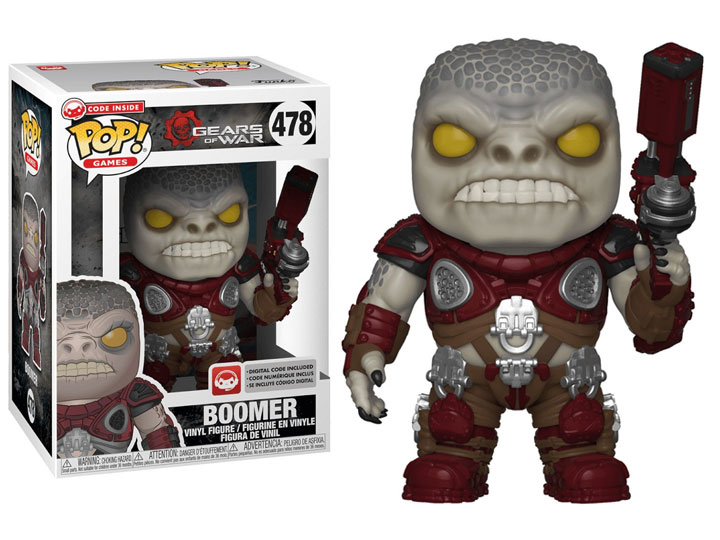 CODE INSIDE
POP!
GAMES
GEARS
OF WAR
478
Funko
POP!
GAMES
• DIGITAL CODE INCLUDED
• CODE NUMÉRIQUE INCLUS
• SE INCLUYE CÓDIGO DIGITAL
BOOMER
VINYL FIGURE / FIGURINE EN VINYLE
FIGURA DE VINIL
WARNING: CHOKING HAZARD. ATTENTION: DANGER D'ÉTOUFFEMENT. ADVERTENCIA: PELIGRO DE ASFIXIA.